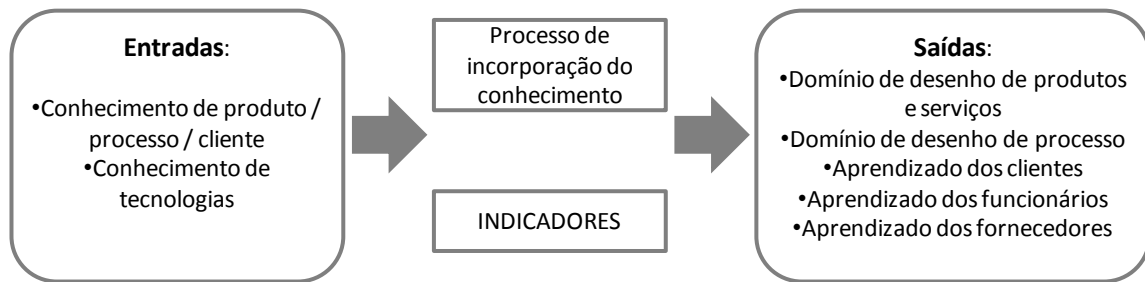 Entradas:
•Conhecimento de produto /
processo / cliente
•Conhecimento de
tecnologias
Processo de
incorporação do
conhecimento
INDICADORES
Saídas:
•Domínio de desenho de produtos
e serviços
•Domínio de desenho de processo
•Aprendizado dos clientes
•Aprendizado dos funcionários
•Aprendizado dos fornecedores